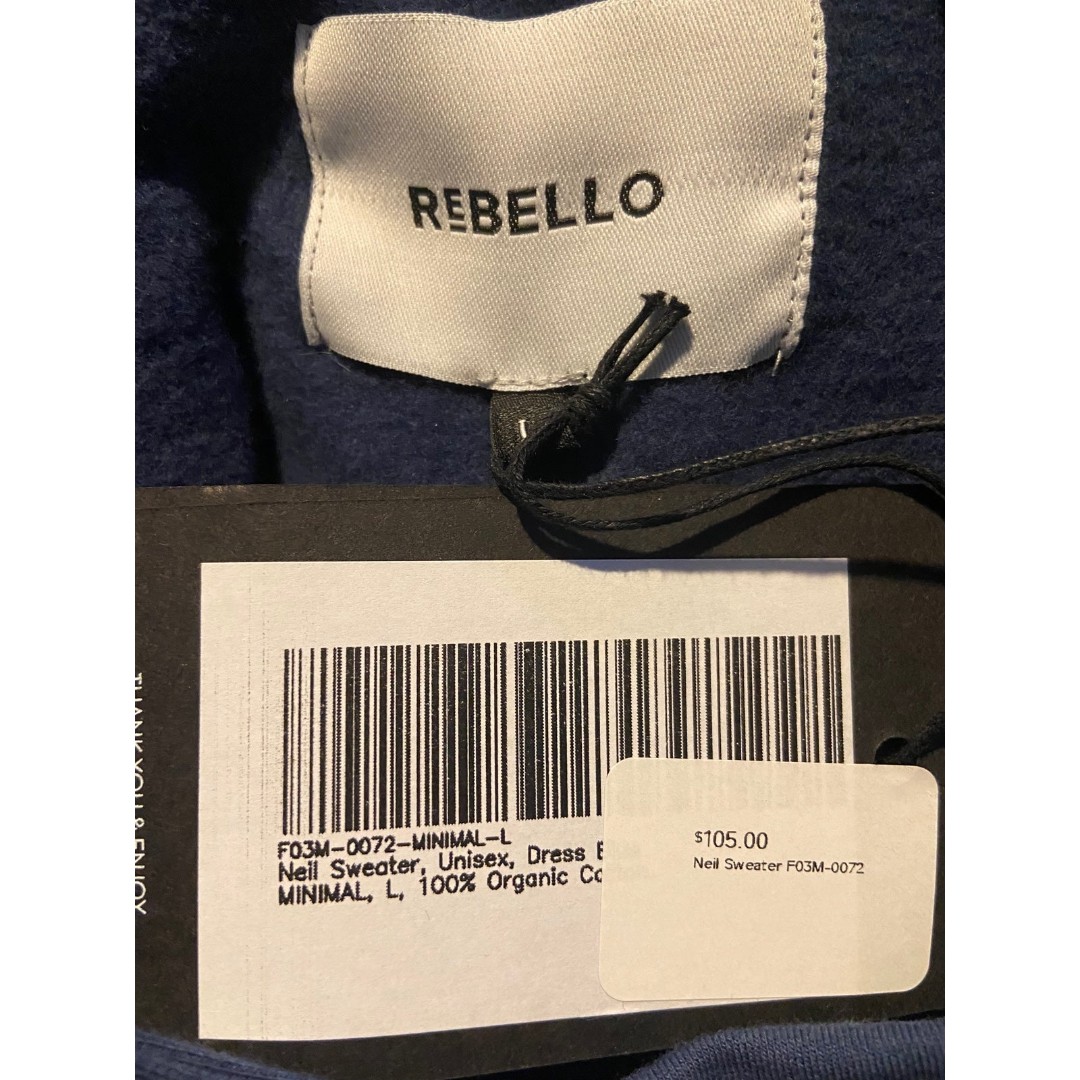 REBELLO
THANK YOU & ENJOY
F03M-0072-MINIMAL-L
Neil Sweater, Unisex, Dress
MINIMAL, L, 100% Organic
$105.00
Neil Sweater F03M-0072